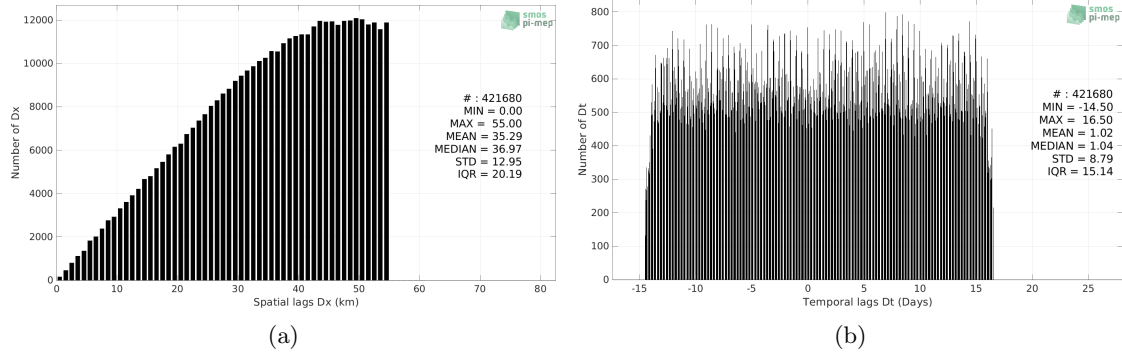 smos
pi-mep
12000
10000
8000
6000
4000
2000
0
Number of Dx
# : 421680
MIN = 0.00
MAX = 55.00
MEAN = 35.29
MEDIAN = 36.97
STD = 12.95
IQR = 20.19
0 10 20 30 40 50 60 70 80
Spatial lags Dx (km)
(a)
smos
pi-mep
800
700
600
500
400
300
200
100
0
Number of Dt
# : 421680
MIN = -14.50
MAX = 16.50
MEAN = 1.02
MEDIAN = 1.04
STD = 8.79
IQR = 15.14
-15 -10 -5 0 5 10 15 20 25
Temporal lags Dt (Days)
(b)